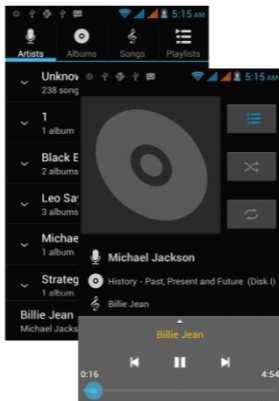 5:15 AM
Artists Albums Songs Playlists
Unknow
238 song
1
1 album
Black E
2 albums
Leo Sa
3 albums
Michae
1 album
Strateg
1 album
Billie Jean
Michael Jacks
5:15 AM
Michael Jackson
History - Past, Present and Future (Disk I)
Billie Jean
Billie Jean
0:16 4:54